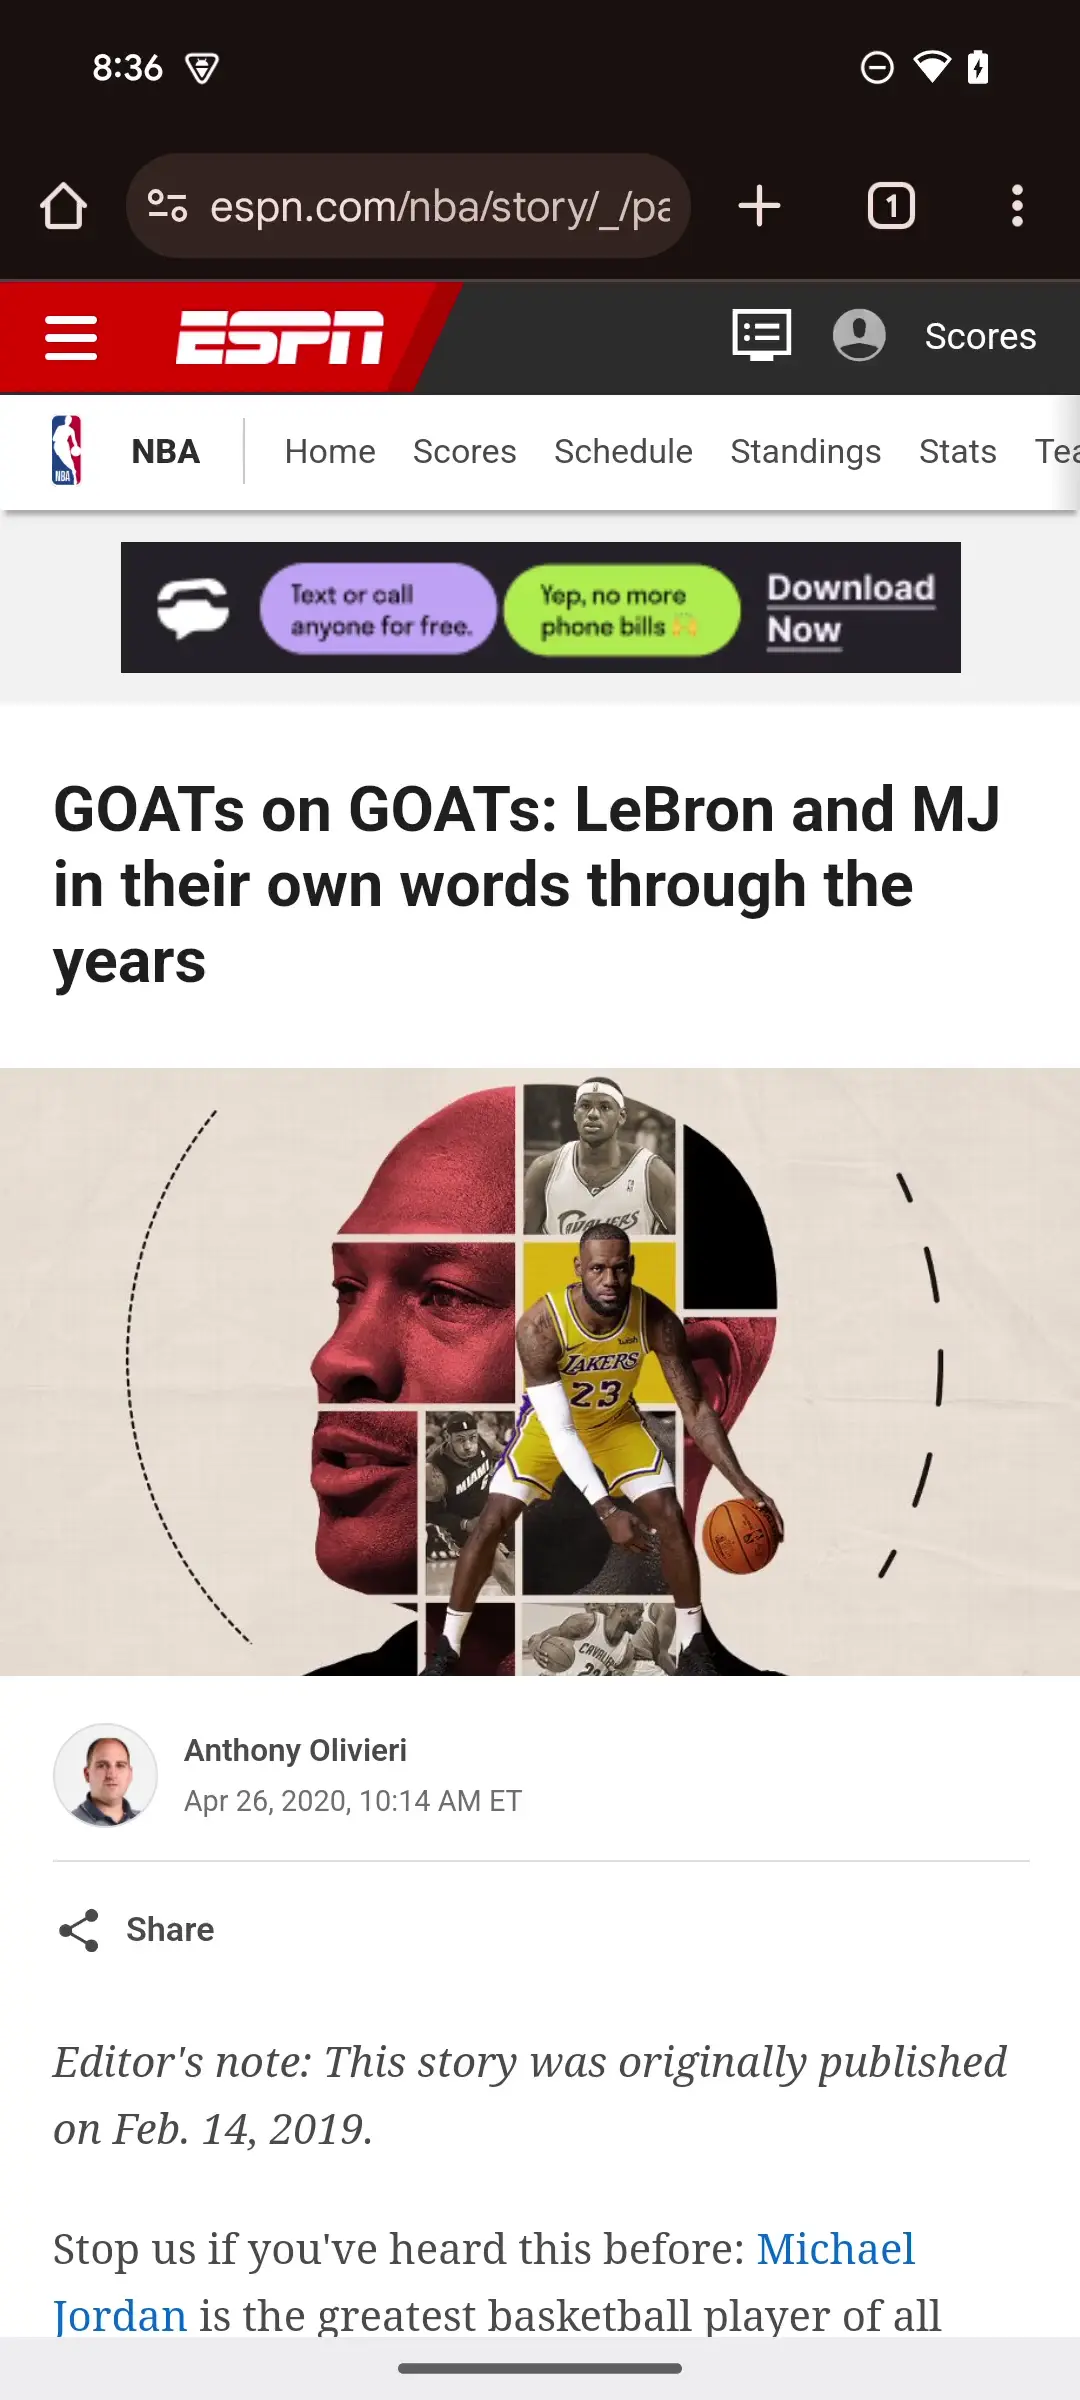 8:36
espn.com/nba/story/_/pa
1
ESPN
Scores
NBA
NBA
Home
Scores
Schedule
Standings
Stats
Tea
Text or call
anyone for free.
Yep, no more
phone bills 🙌
Download
Now
GOATs on GOATs: LeBron and MJ
in their own words through the
years
CAVALIERS
LAKERS
23
MIAMI
CAVALIERS
Anthony Olivieri
Apr 26, 2020, 10:14 AM ET
Share
Editor's note: This story was originally published
on Feb. 14, 2019.
Stop us if you've heard this before: Michael
Jordan is the greatest basketball player of all